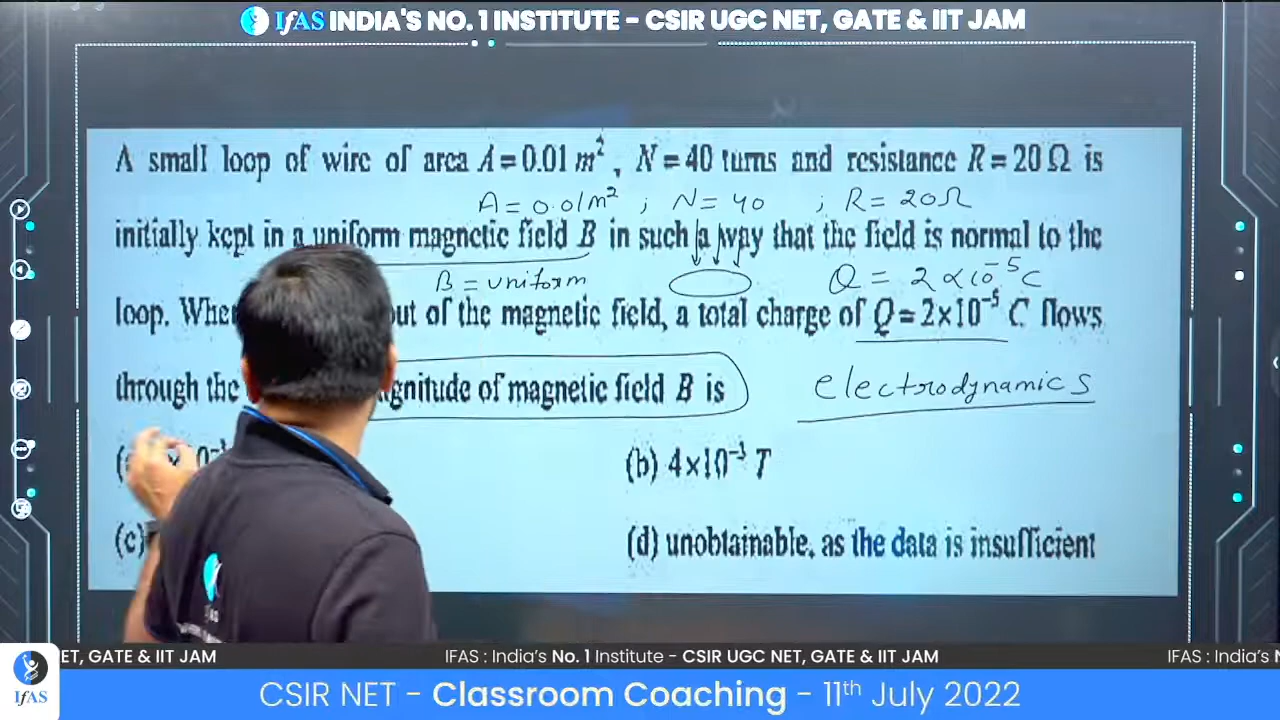 IfAS INDIA'S NO. 1 INSTITUTE - CSIR UGC NET, GATE & IIT JAM
A small loop of wire of area A = 0.01 m², N = 40 turns and resistance R = 20 Ω is
A = 0.01m² ; N = 40 ; R = 20Ω
initially kept in a uniform magnetic field B in such a way that the field is normal to the
B = uniform Q = 2×10⁻⁵C
loop. out of the magnetic field, a total charge of Q = 2×10⁻⁵ C flows
through the of magnetic field B is electrodynamics
(b) 4×10⁻³ T
(c) (d) unobtainable, as the data is insufficient
IfAS
ET, GATE & IIT JAM IFAS : India's No. 1 Institute - CSIR UGC NET, GATE & IIT JAM IFAS : India's N
IfAS CSIR NET - Classroom Coaching - 11th July 2022